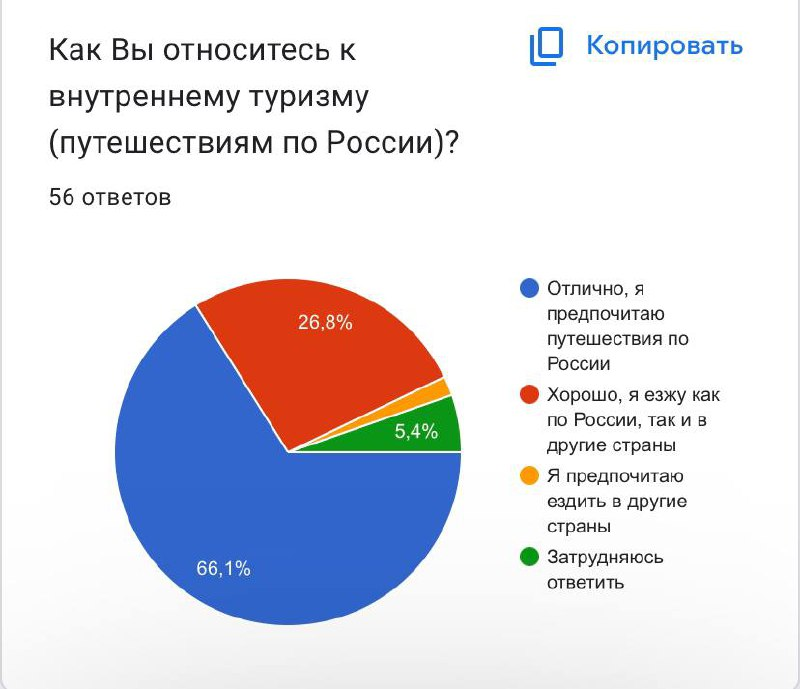 Как Вы относитесь к
внутреннему туризму
(путешествиям по России)?
Копировать
56 ответов
26,8%
5,4%
66,1%
Отлично, я
предпочитаю
путешествия по
России
Хорошо, я езжу как
по России, так и в
другие страны
Я предпочитаю
ездить в другие
страны
Затрудняюсь
ответить